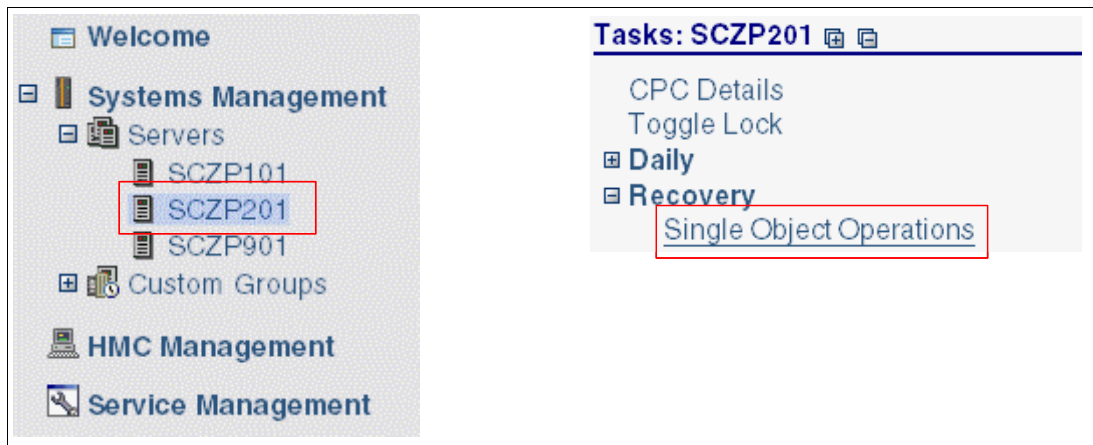 Welcome
Systems Management
Servers
SCZP101
SCZP201
SCZP901
Custom Groups
HMC Management
Service Management
Tasks: SCZP201
CPC Details
Toggle Lock
Daily
Recovery
Single Object Operations